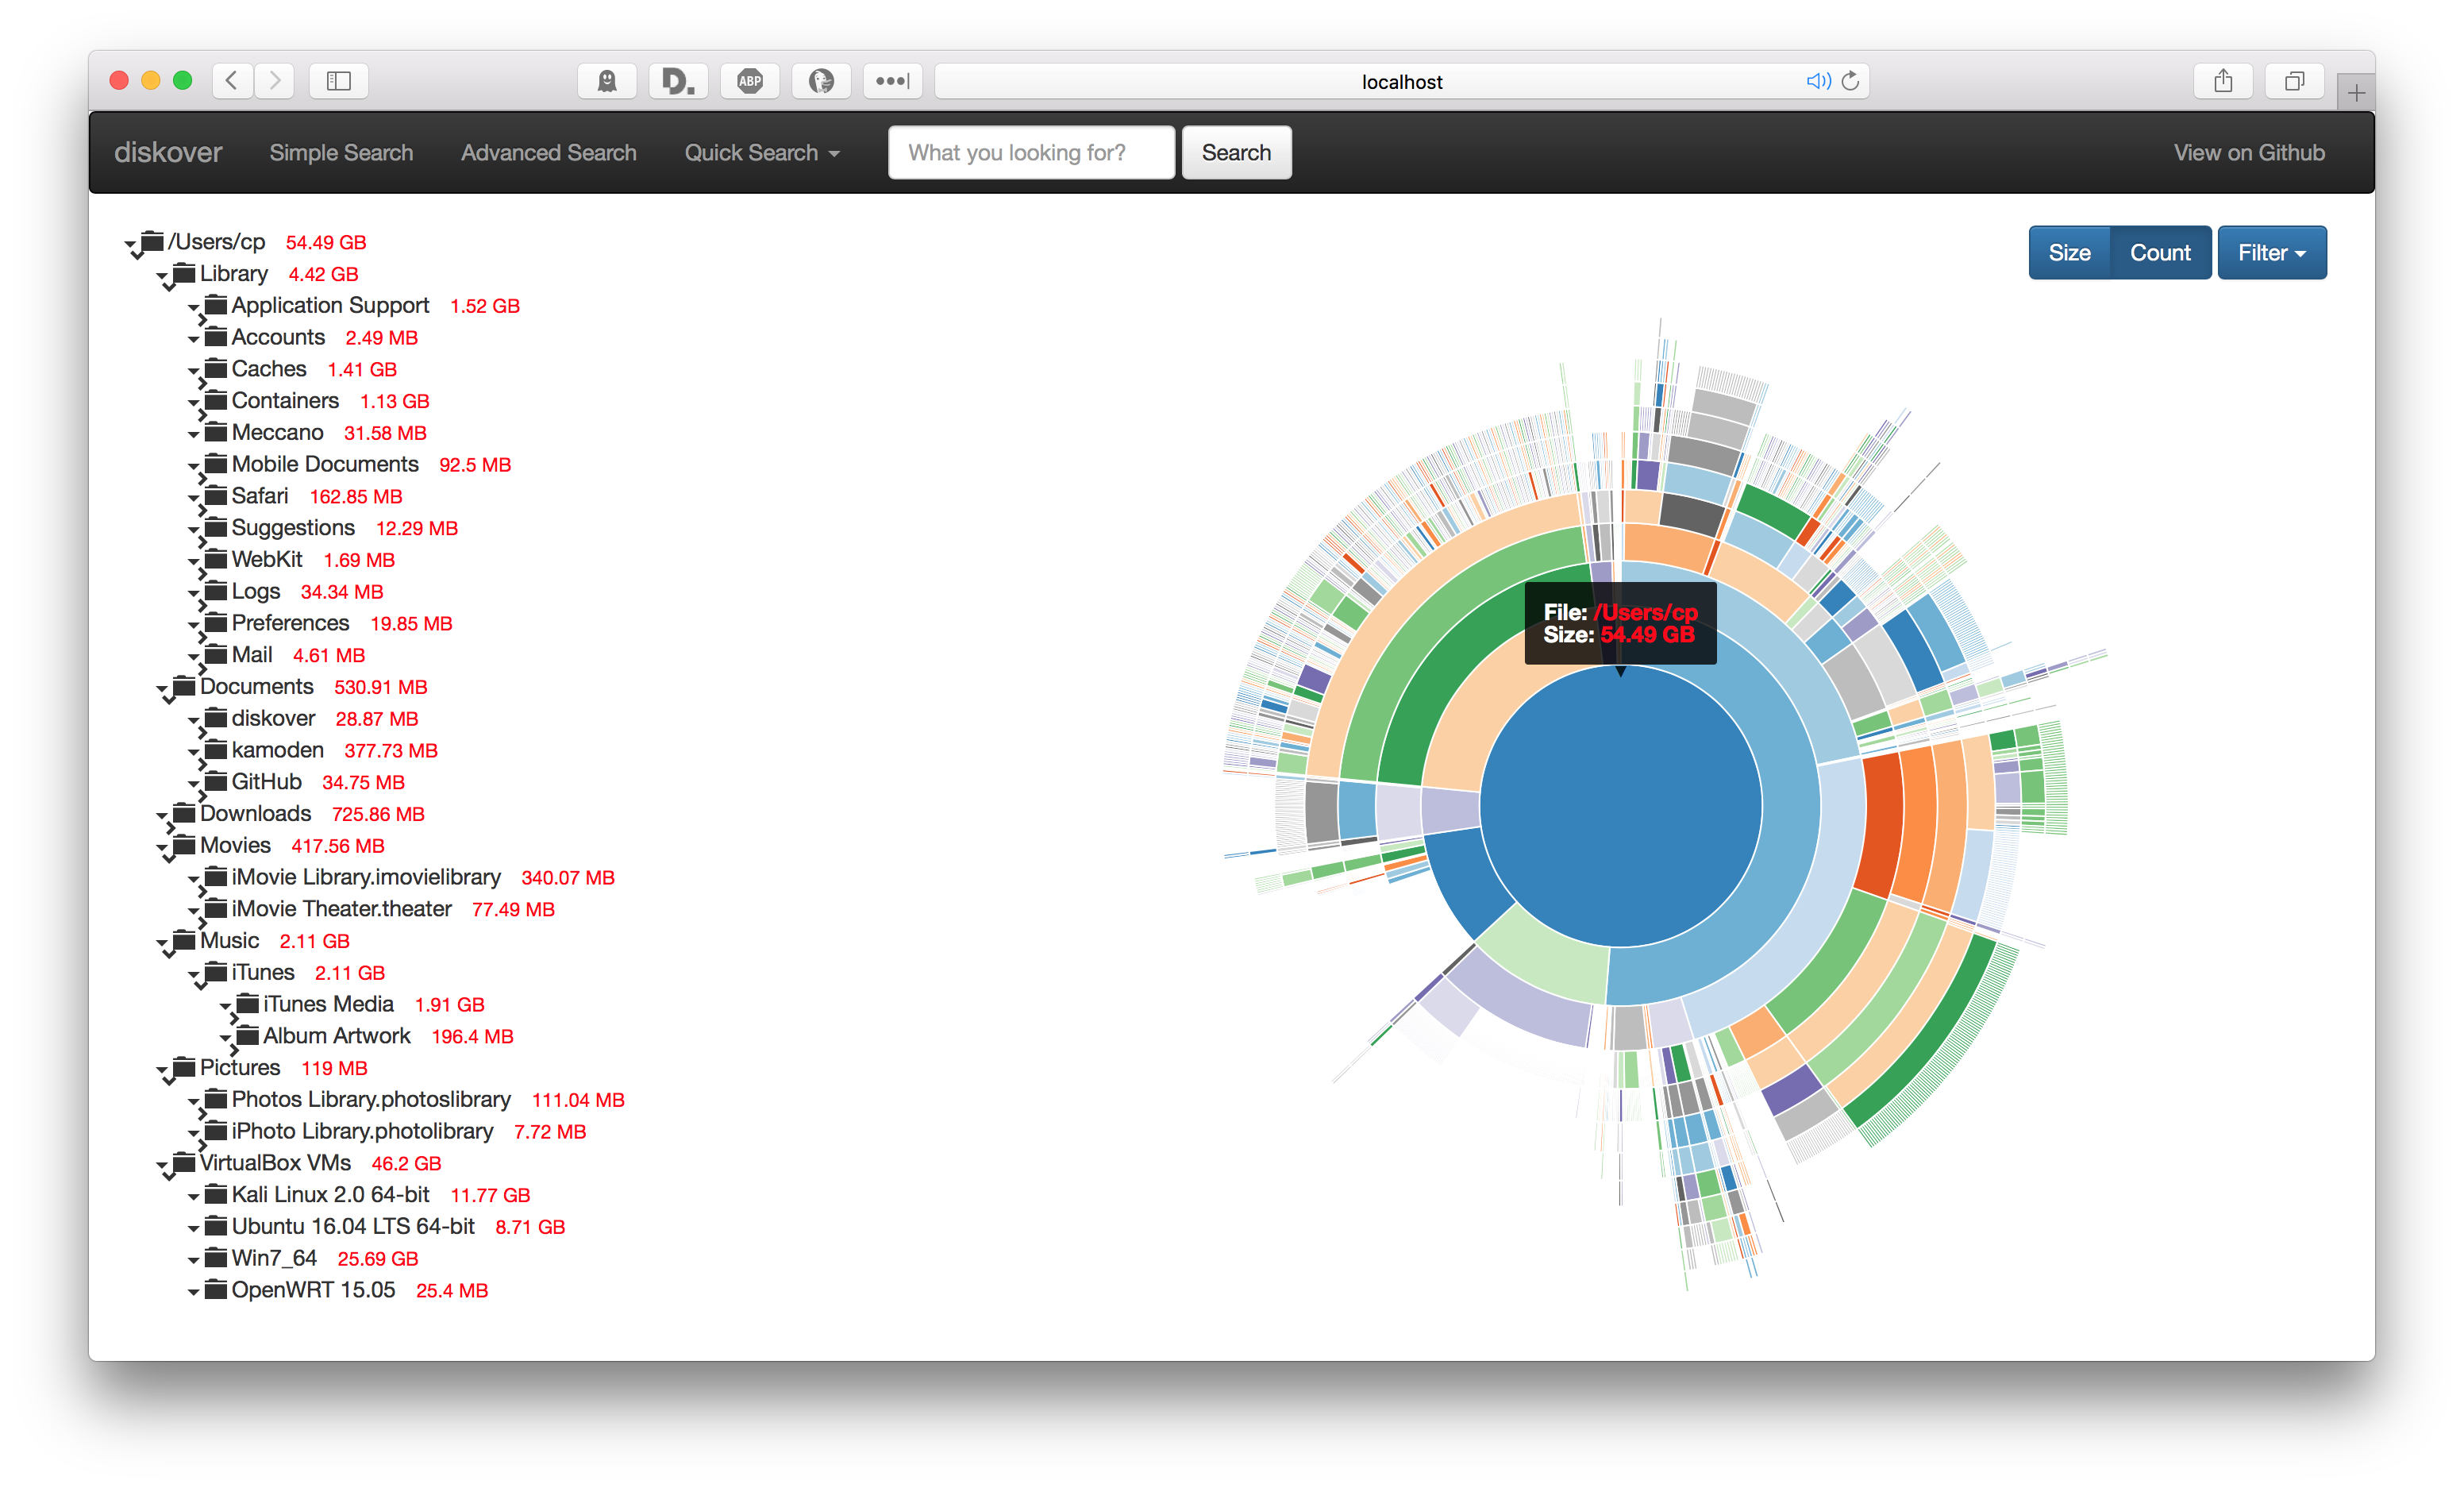 D. ABP localhost
diskover Simple Search Advanced Search Quick Search What you looking for? Search View on Github
/Users/cp 54.49 GB
Size Count Filter
Library 4.42 GB
Application Support 1.52 GB
Accounts 2.49 MB
Caches 1.41 GB
Containers 1.13 GB
Meccano 31.58 MB
Mobile Documents 92.5 MB
Safari 162.85 MB
Suggestions 12.29 MB
WebKit 1.69 MB
Logs 34.34 MB
Preferences 19.85 MB
Mail 4.61 MB
Documents 530.91 MB
diskover 28.87 MB
kamoden 377.73 MB
GitHub 34.75 MB
Downloads 725.86 MB
Movies 417.56 MB
iMovie Library.imovielibrary 340.07 MB
iMovie Theater.theater 77.49 MB
Music 2.11 GB
iTunes 2.11 GB
iTunes Media 1.91 GB
Album Artwork 196.4 MB
Pictures 119 MB
Photos Library.photoslibrary 111.04 MB
iPhoto Library.photolibrary 7.72 MB
VirtualBox VMs 46.2 GB
Kali Linux 2.0 64-bit 11.77 GB
Ubuntu 16.04 LTS 64-bit 8.71 GB
Win7_64 25.69 GB
OpenWRT 15.05 25.4 MB
File: /Users/cp
Size: 54.49 GB